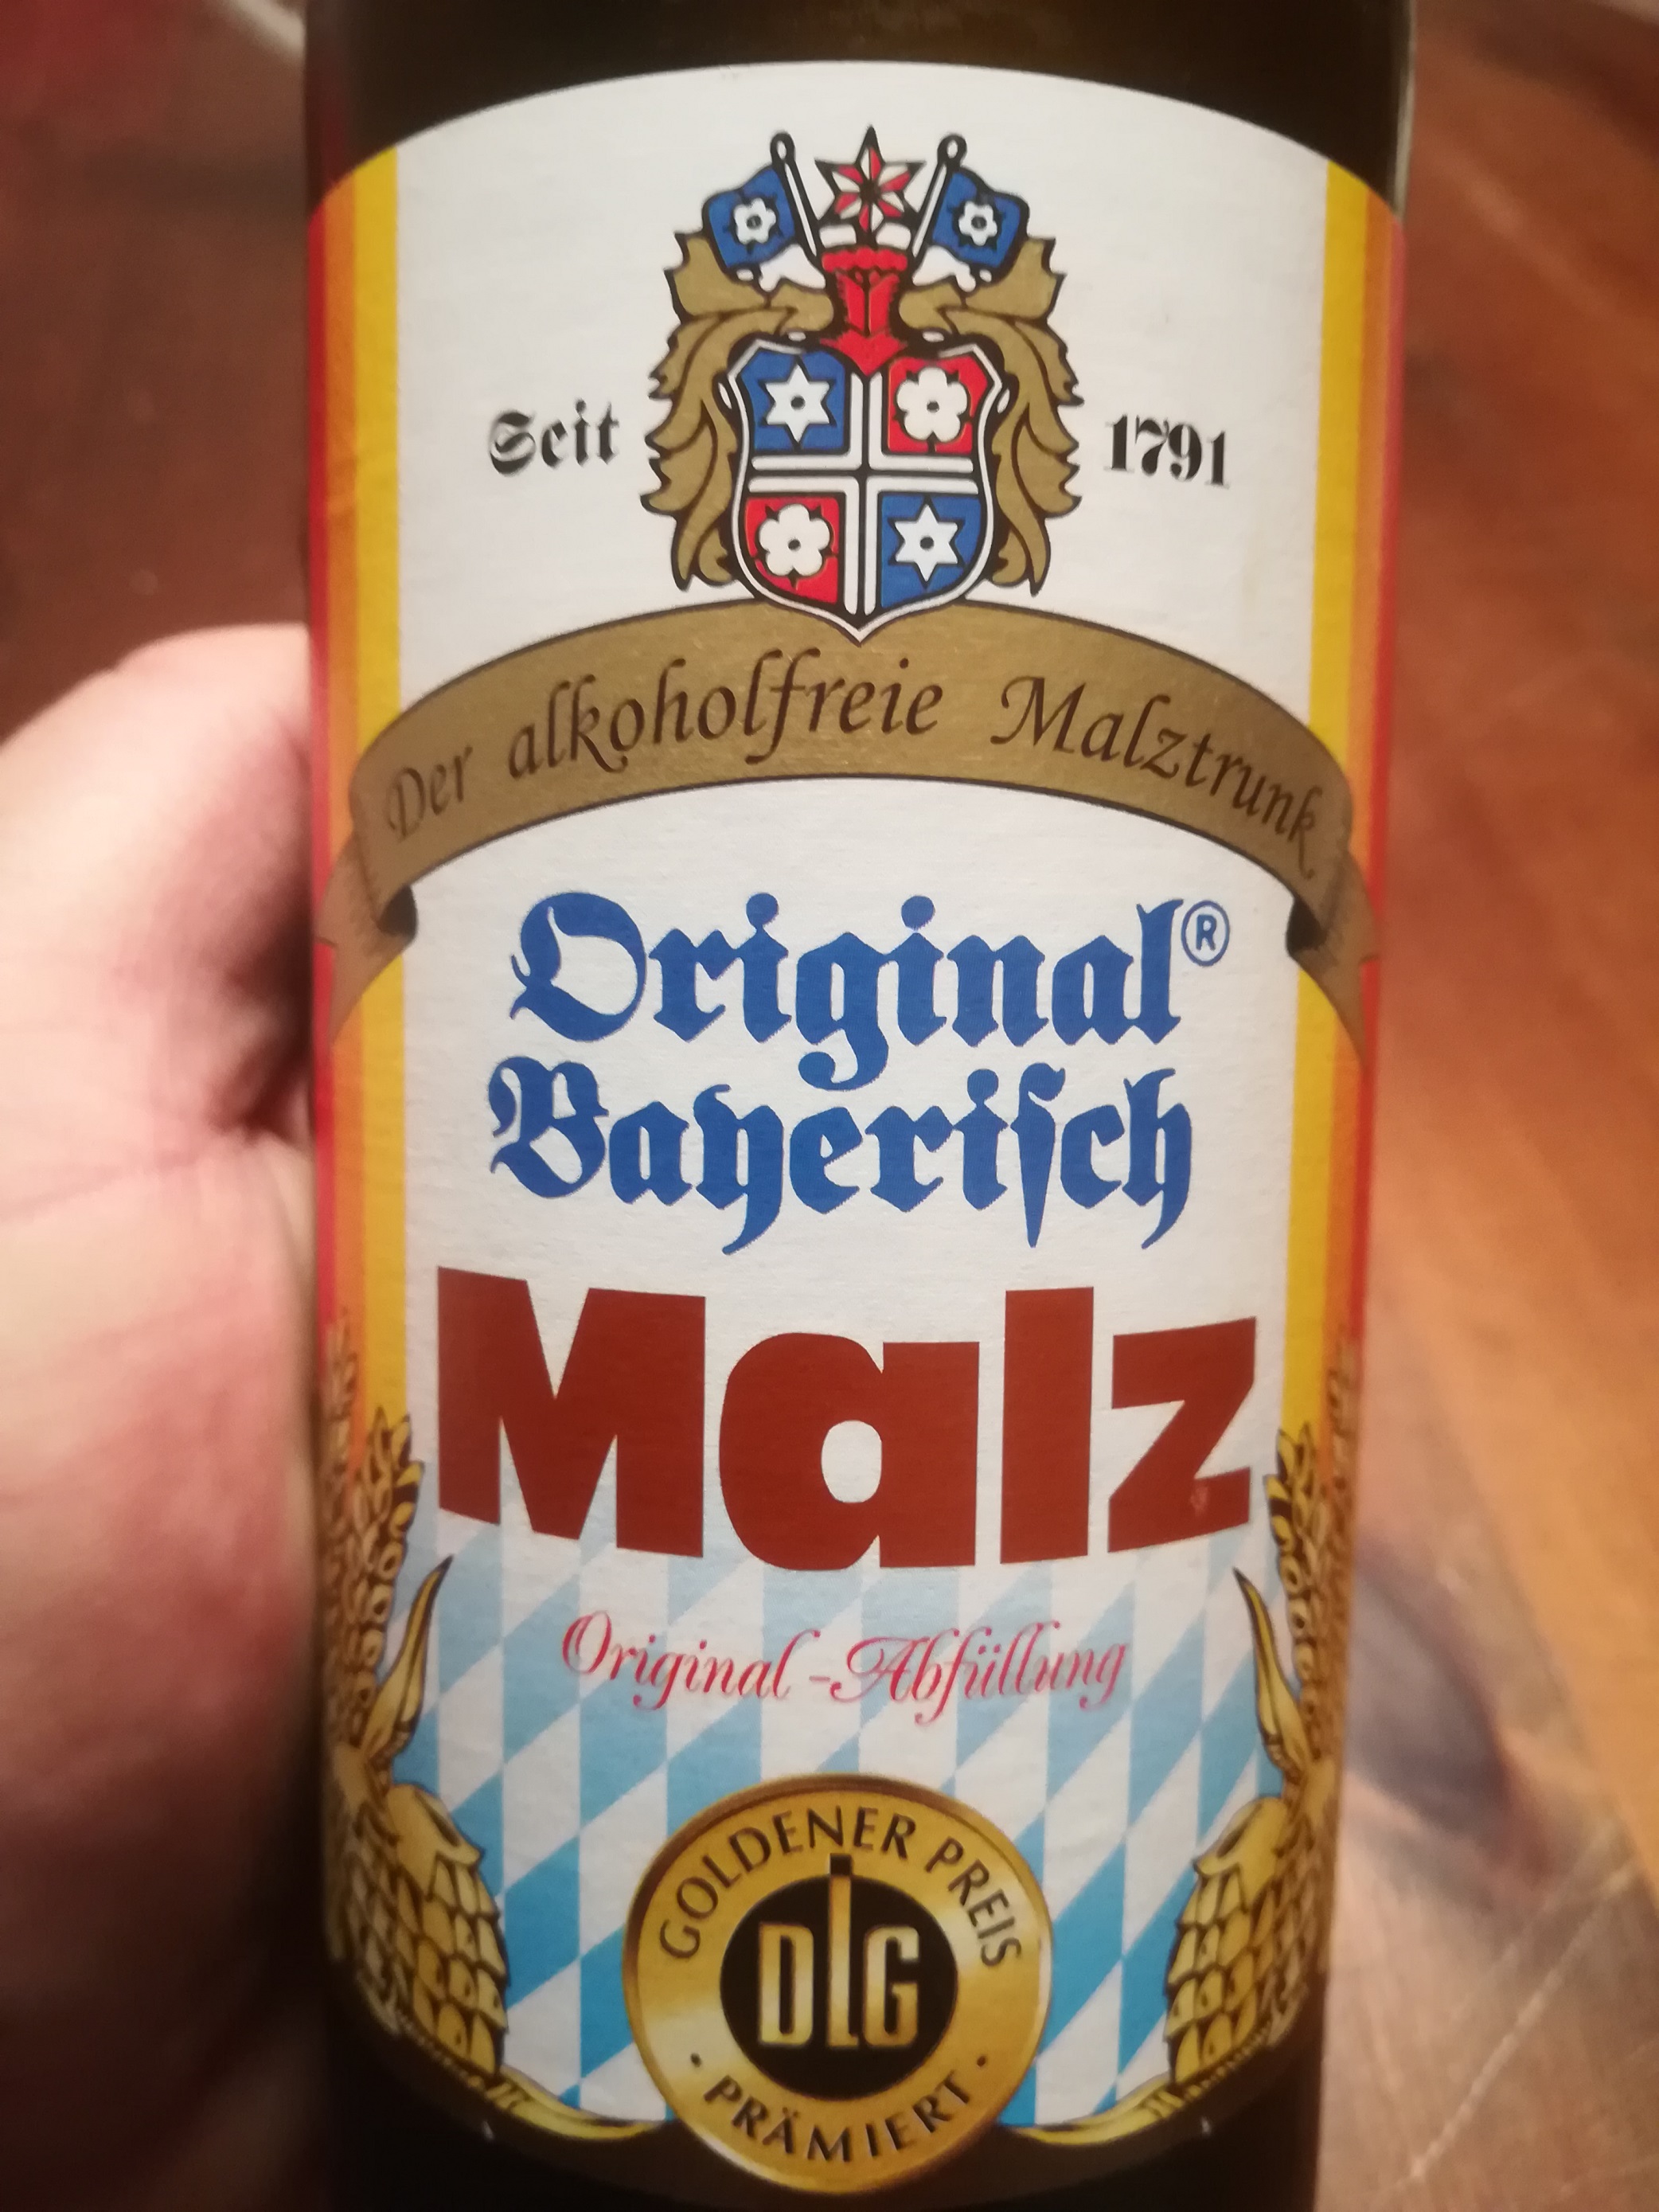 Seit 1791
Der alkoholfreie Malztrunk
Original®
Bayeriſch
Malz
Original-Abfüllung
GOLDENER PREIS
DLG
· PRÄMIERT ·